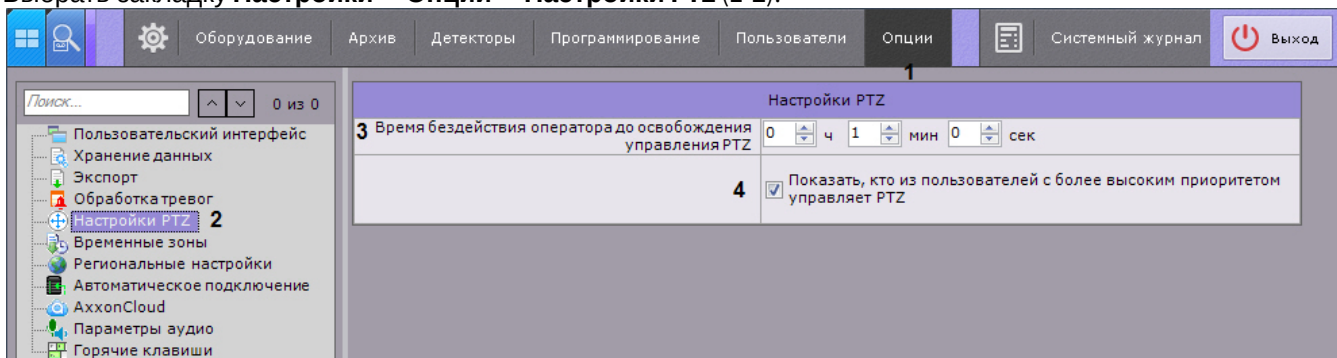 Выбрать закладку Настройки – Опции – Настройки PTZ (1-2).
Оборудование Архив Детекторы Программирование Пользователи Опции Системный журнал Выход
1
Поиск... 0 из 0
Пользовательский интерфейс
Хранение данных
Экспорт
Обработка тревог
Настройки PTZ 2
Временные зоны
Региональные настройки
Автоматическое подключение
AxxonCloud
Параметры аудио
Горячие клавиши
Настройки PTZ
3 Время бездействия оператора до освобождения
управления PTZ
0 ч 1 мин 0 сек
4 Показать, кто из пользователей с более высоким приоритетом
управляет PTZ